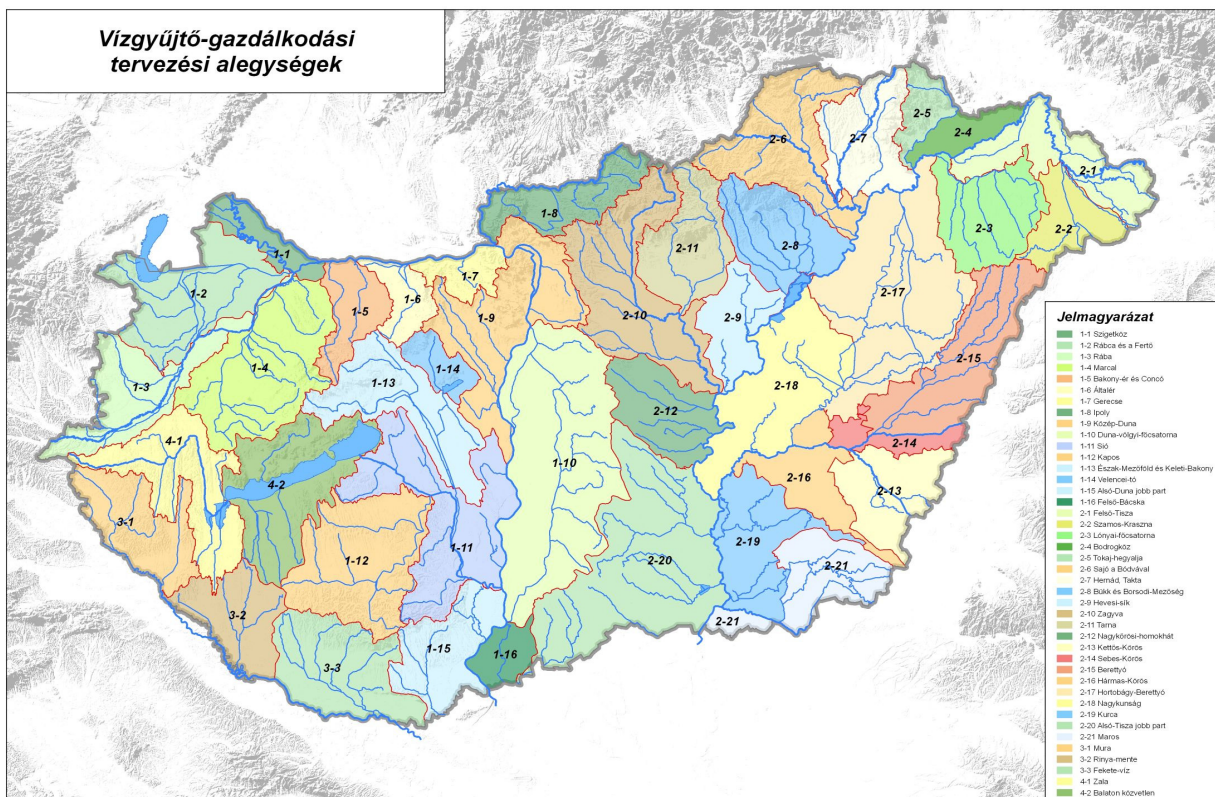 Vízgyűjtő-gazdálkodási
tervezési alegységek
2-5
2-4
2-6
2-7
2-1
1-8
2-3
2-2
1-1
2-11
2-8
1-7
1-2
1-6
2-17
1-5
1-9
2-10
2-9
1-4
1-14
2-15
1-3
1-13
2-18
2-12
4-1
2-14
1-10
4-2
2-16
2-13
3-1
2-19
1-11
1-12
2-20
2-21
3-2
2-21
1-15
1-16
3-3
Jelmagyarázat
1-1 Szigetköz
1-2 Rábca és a Fertő
1-3 Rába
1-4 Marcal
1-5 Bakony-ér és Concó
1-6 Általér
1-7 Gerecse
1-8 Ipoly
1-9 Közép-Duna
1-10 Duna-völgyi-főcsatorna
1-11 Sió
1-12 Kapos
1-13 Észak-Mezőföld és Keleti-Bakony
1-14 Velencei-tó
1-15 Alsó-Duna jobb part
1-16 Felső-Bácska
2-1 Felső-Tisza
2-2 Szamos-Kraszna
2-3 Lónyai-főcsatorna
2-4 Bodrogköz
2-5 Tokaj-hegyalja
2-6 Sajó a Bódvával
2-7 Hernád, Takta
2-8 Bükk és Borsodi-Mezőség
2-9 Hevesi-sík
2-10 Zagyva
2-11 Tarna
2-12 Nagykőrösi-homokhát
2-13 Kettős-Körös
2-14 Sebes-Körös
2-15 Berettyó
2-16 Hármas-Körös
2-17 Hortobágy-Berettyó
2-18 Nagykunság
2-19 Kurca
2-20 Alsó-Tisza jobb part
2-21 Maros
3-1 Mura
3-2 Rinya-mente
3-3 Fekete-víz
4-1 Zala
4-2 Balaton közvetlen